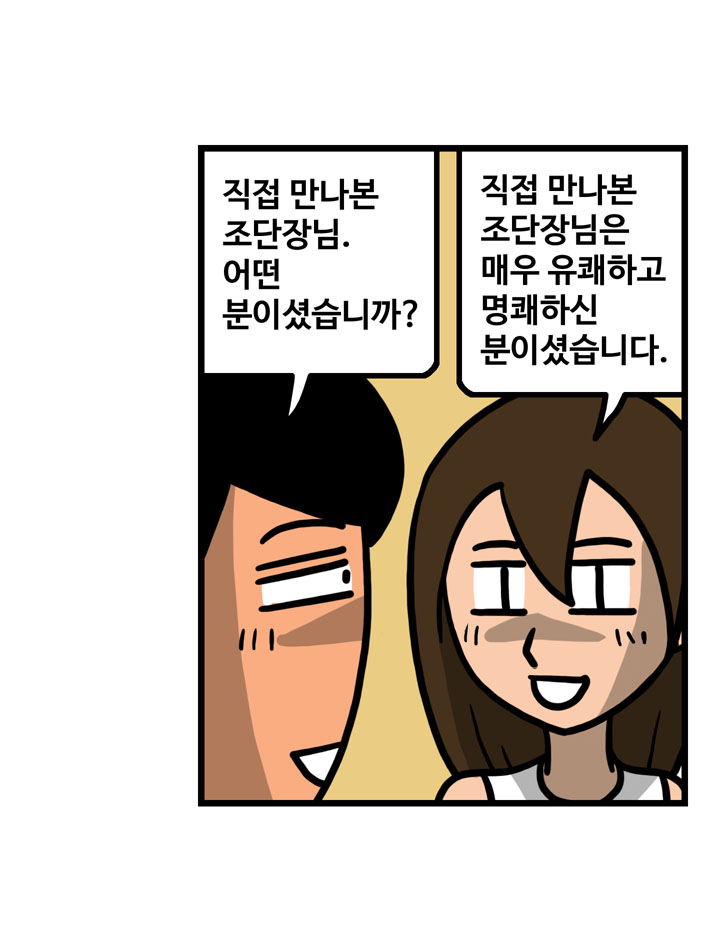 직접 만나본
조단장님.
어떤
분이셨습니까?
직접 만나본
조단장님은
매우 유쾌하고
명쾌하신
분이셨습니다.